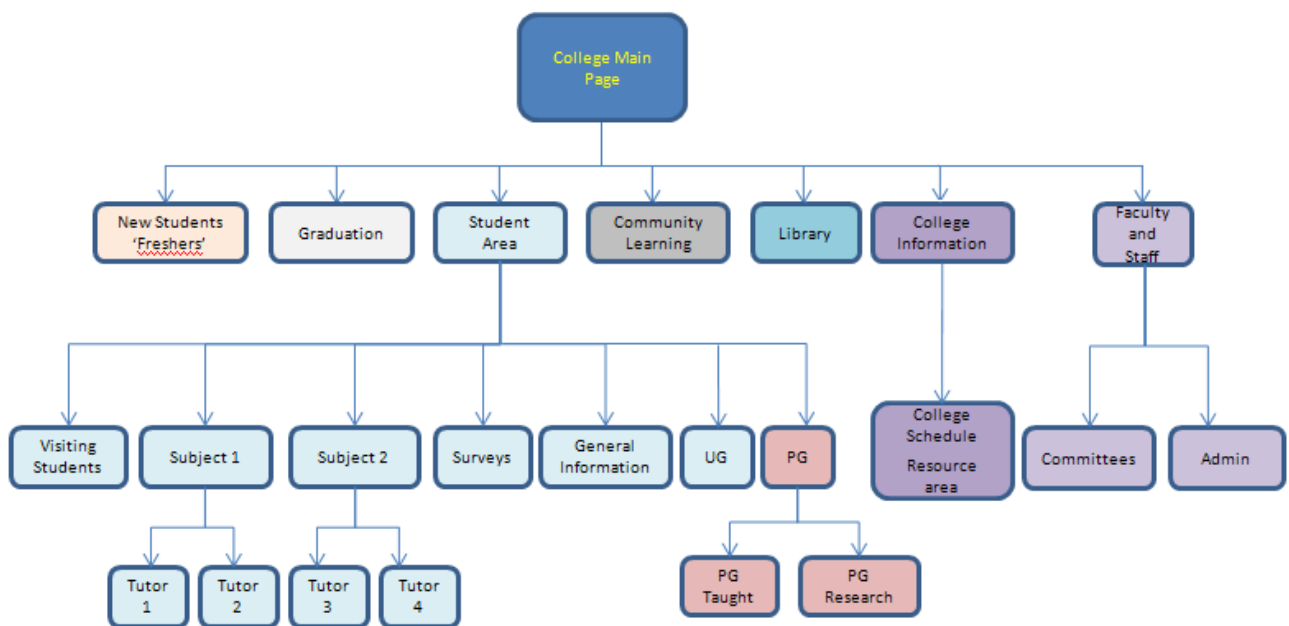 College Main
Page
New Students
‘Freshers’
Graduation
Student
Area
Community
Learning
Library
College
Information
Faculty
and
Staff
Visiting
Students
Subject 1
Subject 2
Surveys
General
Information
UG
PG
College
Schedule
Resource
area
Committees
Admin
Tutor
1
Tutor
2
Tutor
3
Tutor
4
PG
Taught
PG
Research